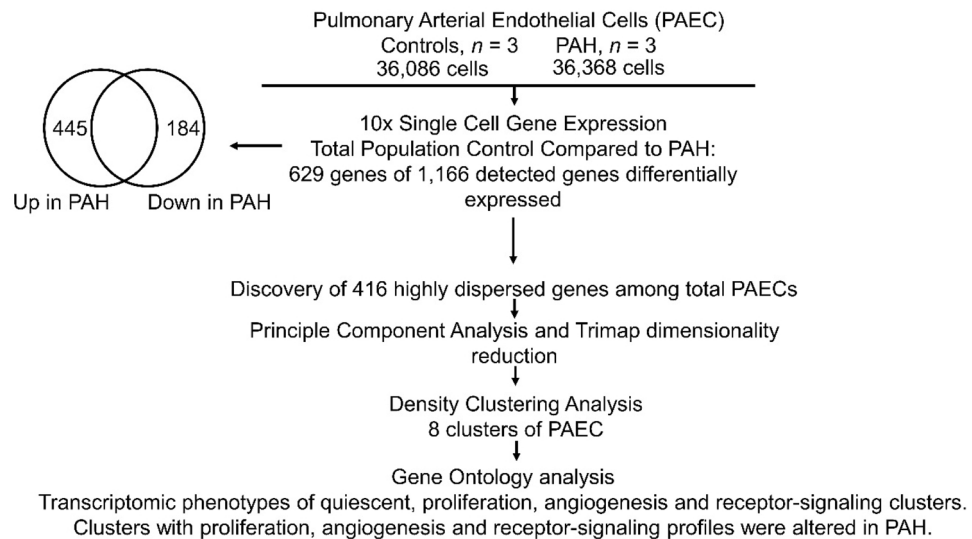 Pulmonary Arterial Endothelial Cells (PAEC)
Controls, n = 3 PAH, n = 3
36,086 cells 36,368 cells
10x Single Cell Gene Expression
Total Population Control Compared to PAH:
629 genes of 1,166 detected genes differentially
expressed
445 184
Up in PAH Down in PAH
Discovery of 416 highly dispersed genes among total PAECs
Principle Component Analysis and Trimap dimensionality
reduction
Density Clustering Analysis
8 clusters of PAEC
Gene Ontology analysis
Transcriptomic phenotypes of quiescent, proliferation, angiogenesis and receptor-signaling clusters.
Clusters with proliferation, angiogenesis and receptor-signaling profiles were altered in PAH.